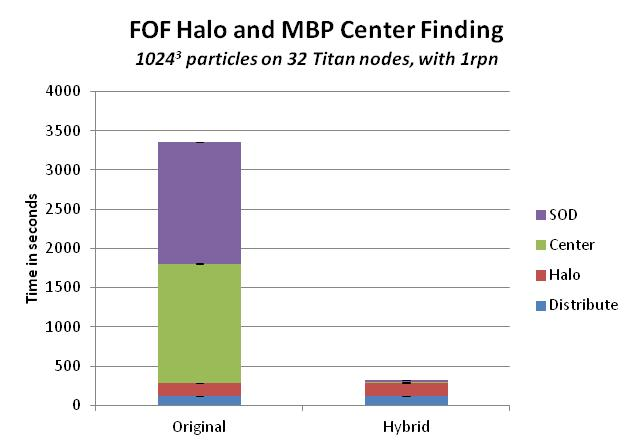 FOF Halo and MBP Center Finding
1024³ particles on 32 Titan nodes, with 1rpn
4000
3500
3000
2500
2000
1500
1000
500
0
Time in seconds
Original
Hybrid
SOD
Center
Halo
Distribute